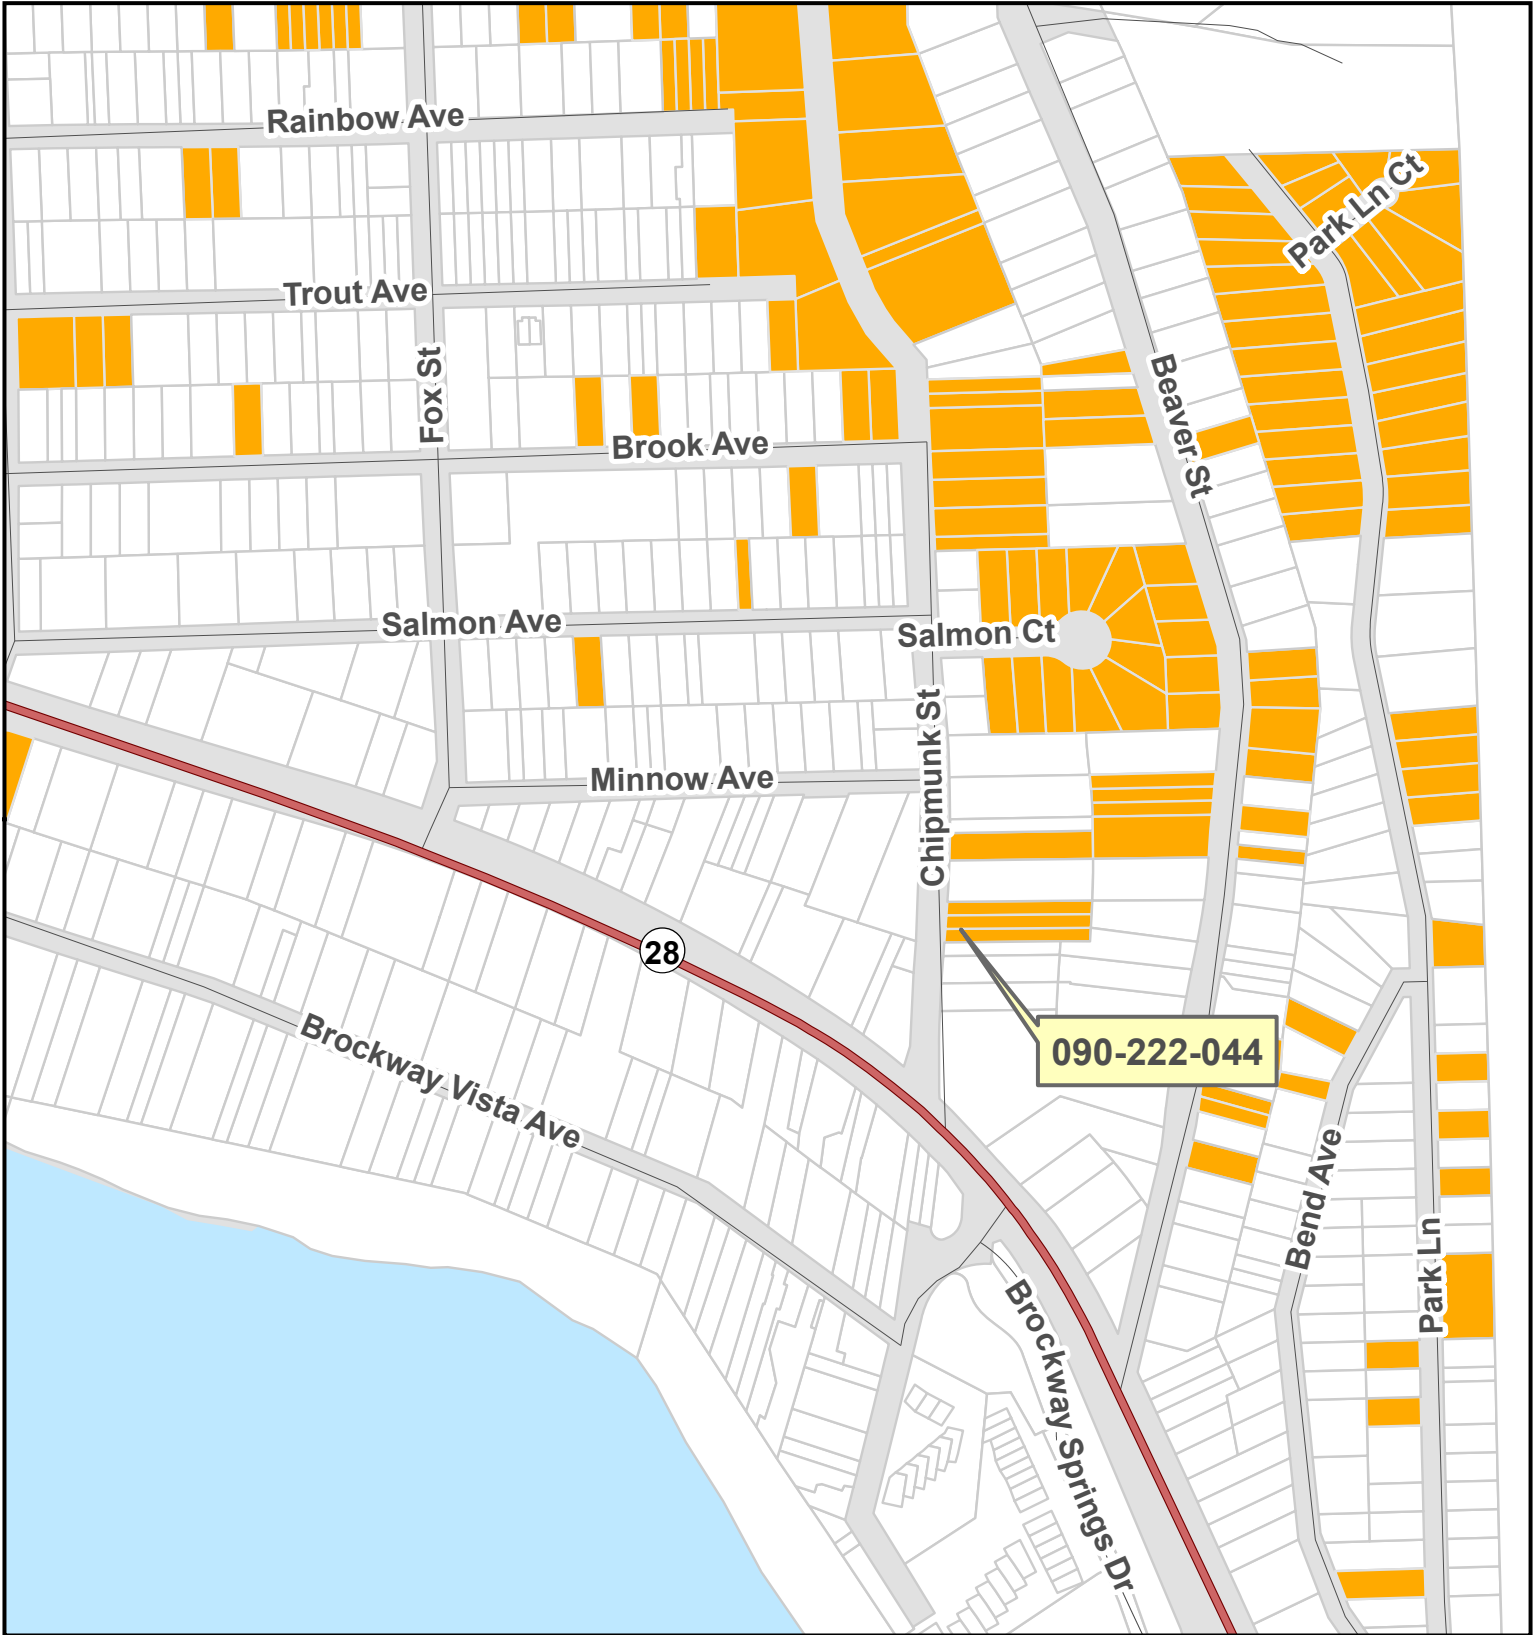 Rainbow Ave
Park Ln Ct
Trout Ave
Fox St
Beaver St
Brook Ave
Salmon Ave
Salmon Ct
Chipmunk St
Minnow Ave
28
090-222-044
Brockway Vista Ave
Bend Ave
Park Ln
Brockway Springs Dr